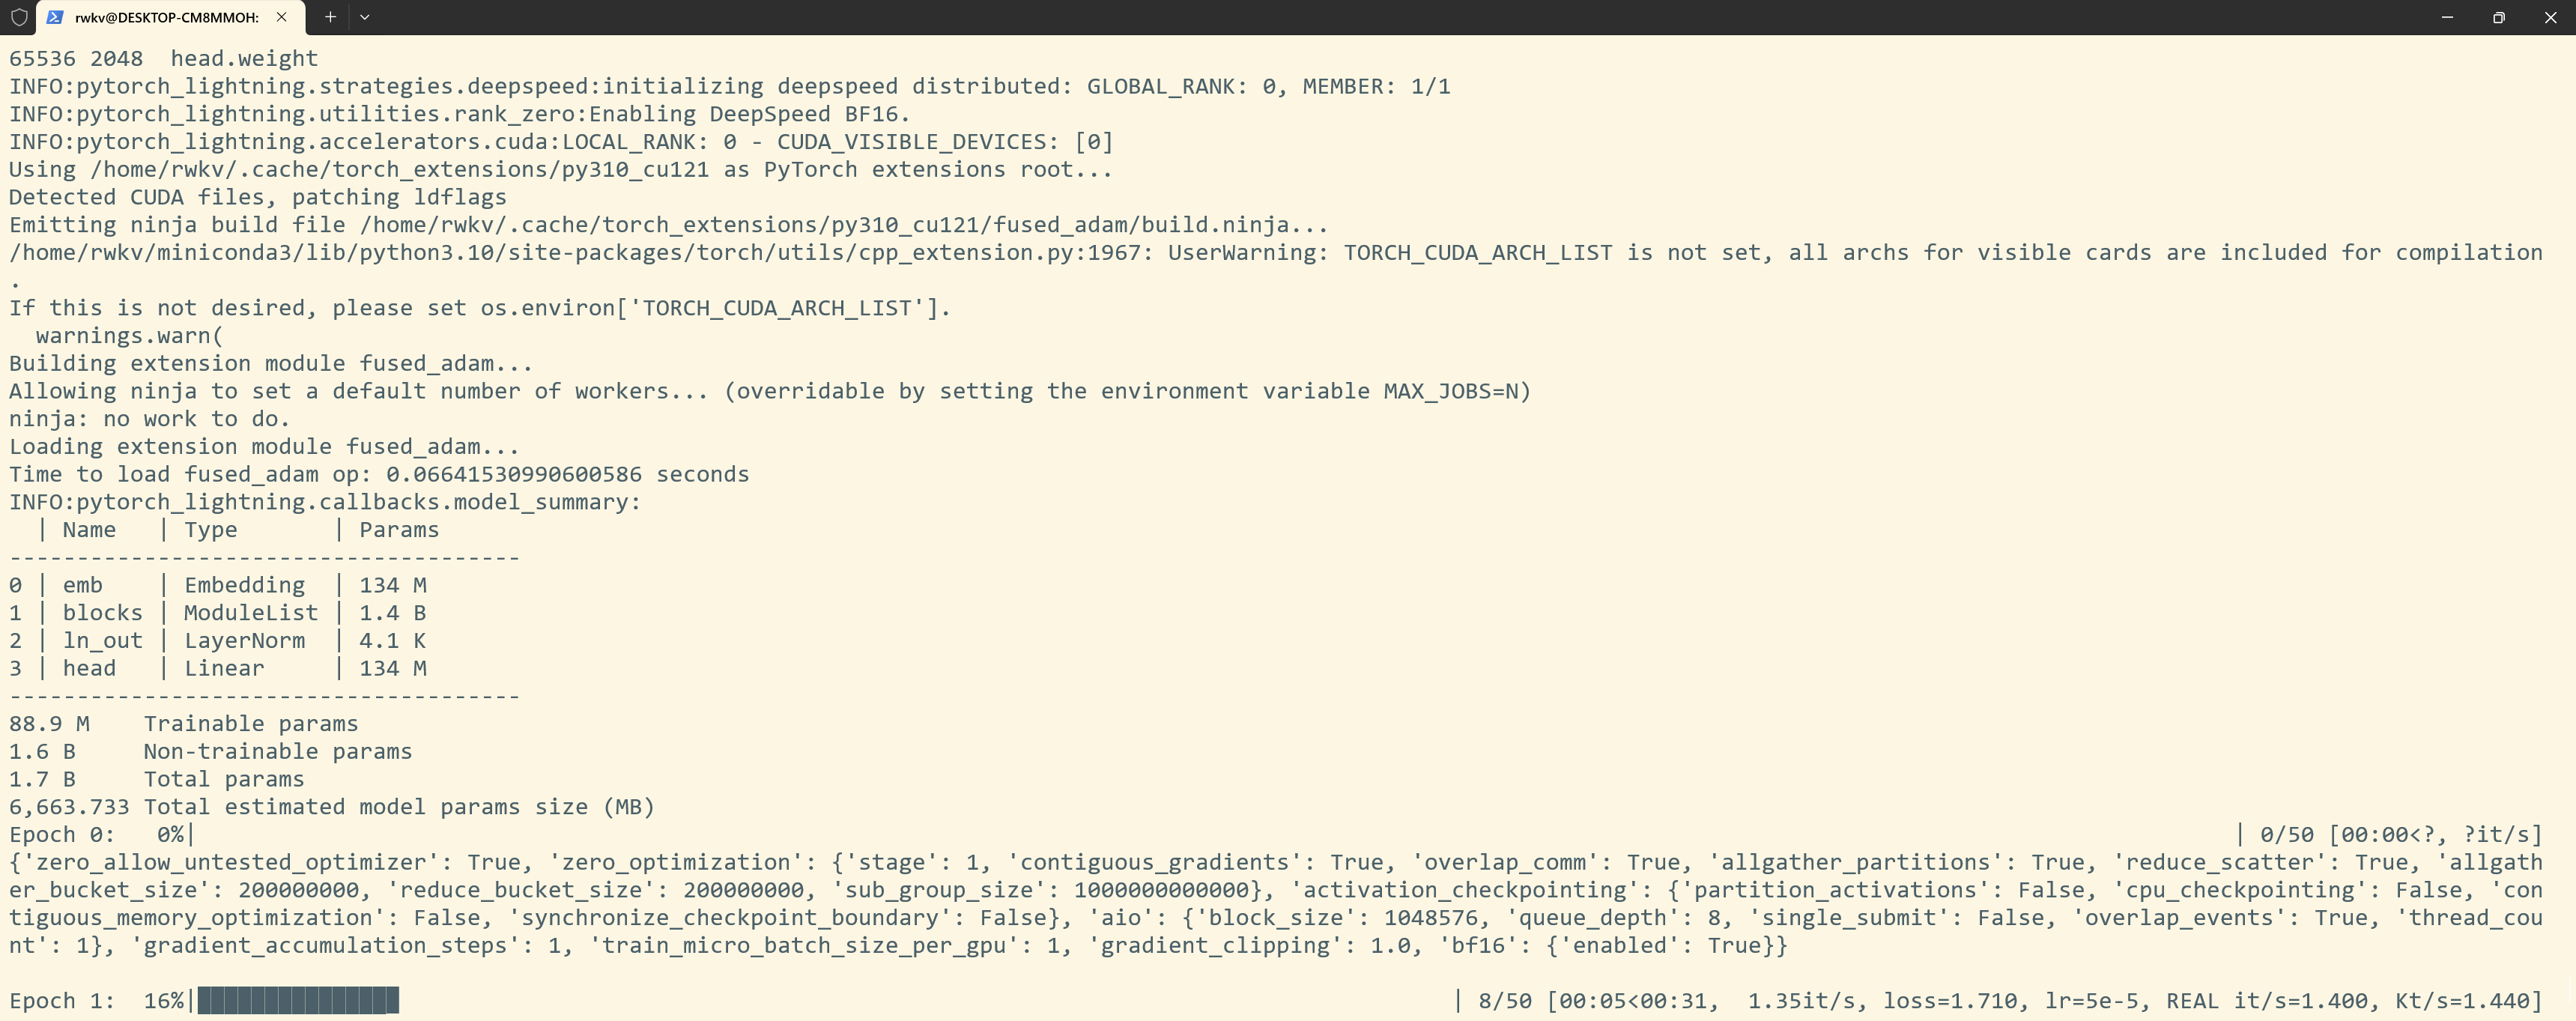 rwkv@DESKTOP-CM8MMOH:
65536 2048  head.weight
INFO:pytorch_lightning.strategies.deepspeed:initializing deepspeed distributed: GLOBAL_RANK: 0, MEMBER: 1/1
INFO:pytorch_lightning.utilities.rank_zero:Enabling DeepSpeed BF16.
INFO:pytorch_lightning.accelerators.cuda:LOCAL_RANK: 0 - CUDA_VISIBLE_DEVICES: [0]
Using /home/rwkv/.cache/torch_extensions/py310_cu121 as PyTorch extensions root...
Detected CUDA files, patching ldflags
Emitting ninja build file /home/rwkv/.cache/torch_extensions/py310_cu121/fused_adam/build.ninja...
/home/rwkv/miniconda3/lib/python3.10/site-packages/torch/utils/cpp_extension.py:1967: UserWarning: TORCH_CUDA_ARCH_LIST is not set, all archs for visible cards are included for compilation
.
If this is not desired, please set os.environ['TORCH_CUDA_ARCH_LIST'].
  warnings.warn(
Building extension module fused_adam...
Allowing ninja to set a default number of workers... (overridable by setting the environment variable MAX_JOBS=N)
ninja: no work to do.
Loading extension module fused_adam...
Time to load fused_adam op: 0.06641530990600586 seconds
INFO:pytorch_lightning.callbacks.model_summary:
  | Name   | Type       | Params
--------------------------------------
0 | emb    | Embedding  | 134 M
1 | blocks | ModuleList | 1.4 B
2 | ln_out | LayerNorm  | 4.1 K
3 | head   | Linear     | 134 M
--------------------------------------
88.9 M    Trainable params
1.6 B     Non-trainable params
1.7 B     Total params
6,663.733 Total estimated model params size (MB)
Epoch 0:   0%|          | 0/50 [00:00<?, ?it/s]
{'zero_allow_untested_optimizer': True, 'zero_optimization': {'stage': 1, 'contiguous_gradients': True, 'overlap_comm': True, 'allgather_partitions': True, 'reduce_scatter': True, 'allgath
er_bucket_size': 200000000, 'reduce_bucket_size': 200000000, 'sub_group_size': 1000000000000}, 'activation_checkpointing': {'partition_activations': False, 'cpu_checkpointing': False, 'con
tiguous_memory_optimization': False, 'synchronize_checkpoint_boundary': False}, 'aio': {'block_size': 1048576, 'queue_depth': 8, 'single_submit': False, 'overlap_events': True, 'thread_cou
nt': 1}, 'gradient_accumulation_steps': 1, 'train_micro_batch_size_per_gpu': 1, 'gradient_clipping': 1.0, 'bf16': {'enabled': True}}
Epoch 1:  16%|███████████████          | 8/50 [00:05<00:31,  1.35it/s, loss=1.710, lr=5e-5, REAL it/s=1.400, Kt/s=1.440]